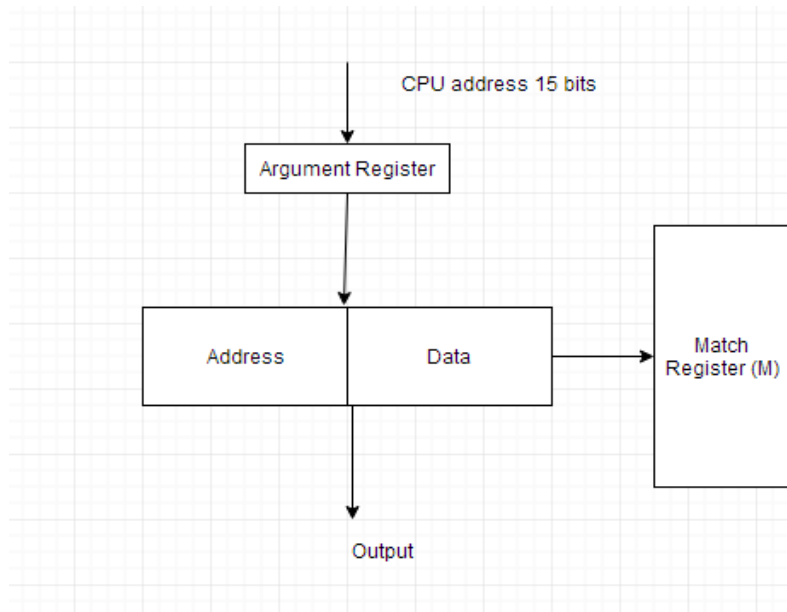 CPU address 15 bits
Argument Register
Address
Data
Match
Register (M)
Output